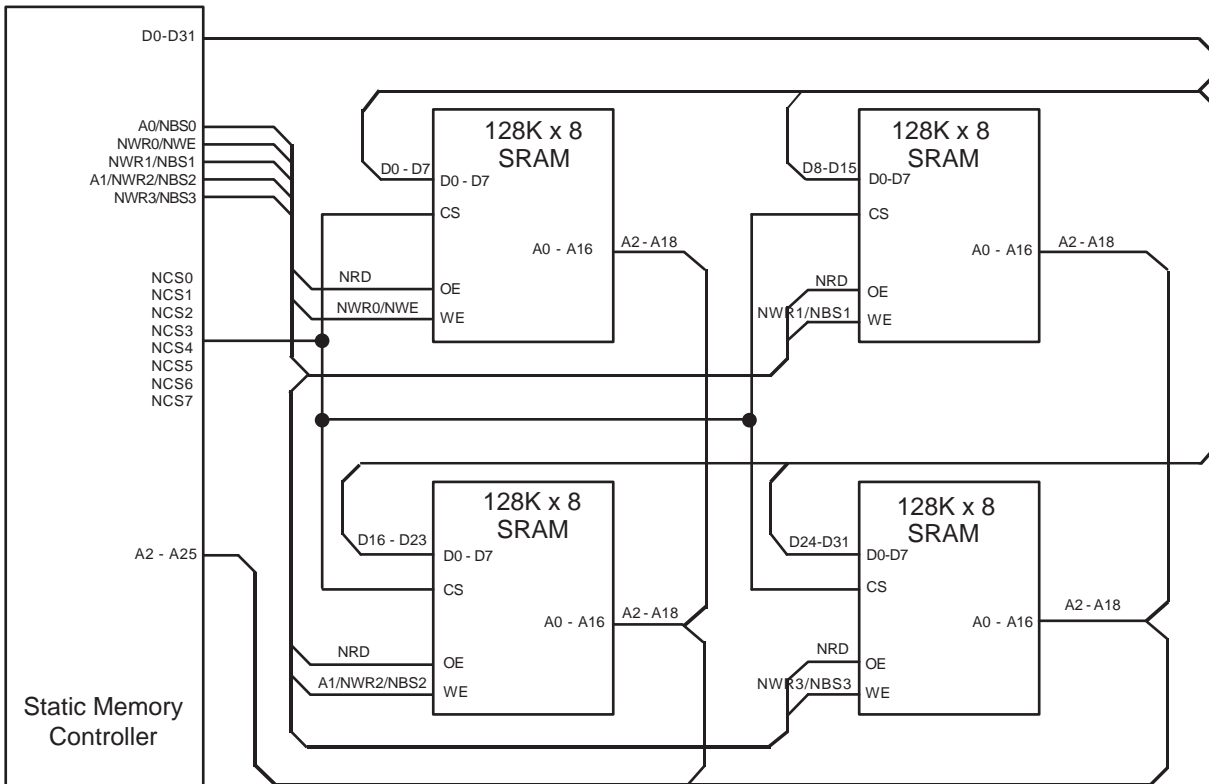 D0-D31
A0/NBS0
NWR0/NWE
NWR1/NBS1
A1/NWR2/NBS2
NWR3/NBS3
NCS0
NCS1
NCS2
NCS3
NCS4
NCS5
NCS6
NCS7
A2 - A25
Static Memory
Controller
128K x 8
SRAM
D0 - D7
D0 - D7
CS
A0 - A16
A2 - A18
NRD
OE
NWR0/NWE
WE
128K x 8
SRAM
D8-D15
D0-D7
CS
A0 - A16
A2 - A18
NRD
OE
NWR1/NBS1
WE
128K x 8
SRAM
D16 - D23
D0 - D7
CS
A0 - A16
A2 - A18
NRD
OE
A1/NWR2/NBS2
WE
128K x 8
SRAM
D24-D31
D0-D7
CS
A0 - A16
A2 - A18
NRD
OE
NWR3/NBS3
WE